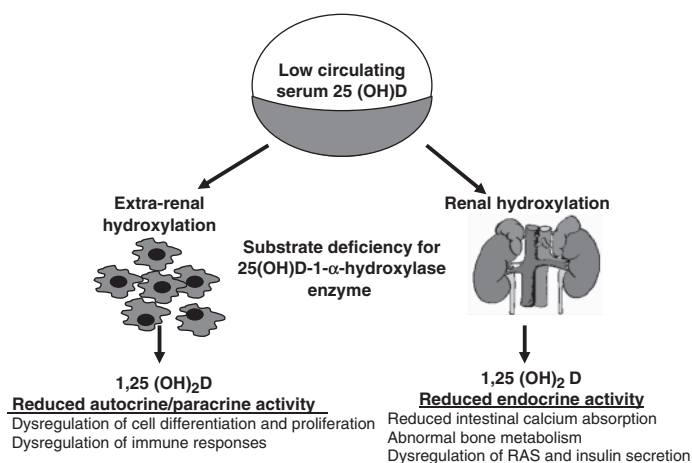 Low circulating
serum 25 (OH)D
Extra-renal
hydroxylation
Renal hydroxylation
Substrate deficiency for
25(OH)D-1-α-hydroxylase
enzyme
1,25 (OH)₂D
Reduced autocrine/paracrine activity
Dysregulation of cell differentiation and proliferation
Dysregulation of immune responses
1,25 (OH)₂ D
Reduced endocrine activity
Reduced intestinal calcium absorption
Abnormal bone metabolism
Dysregulation of RAS and insulin secretion